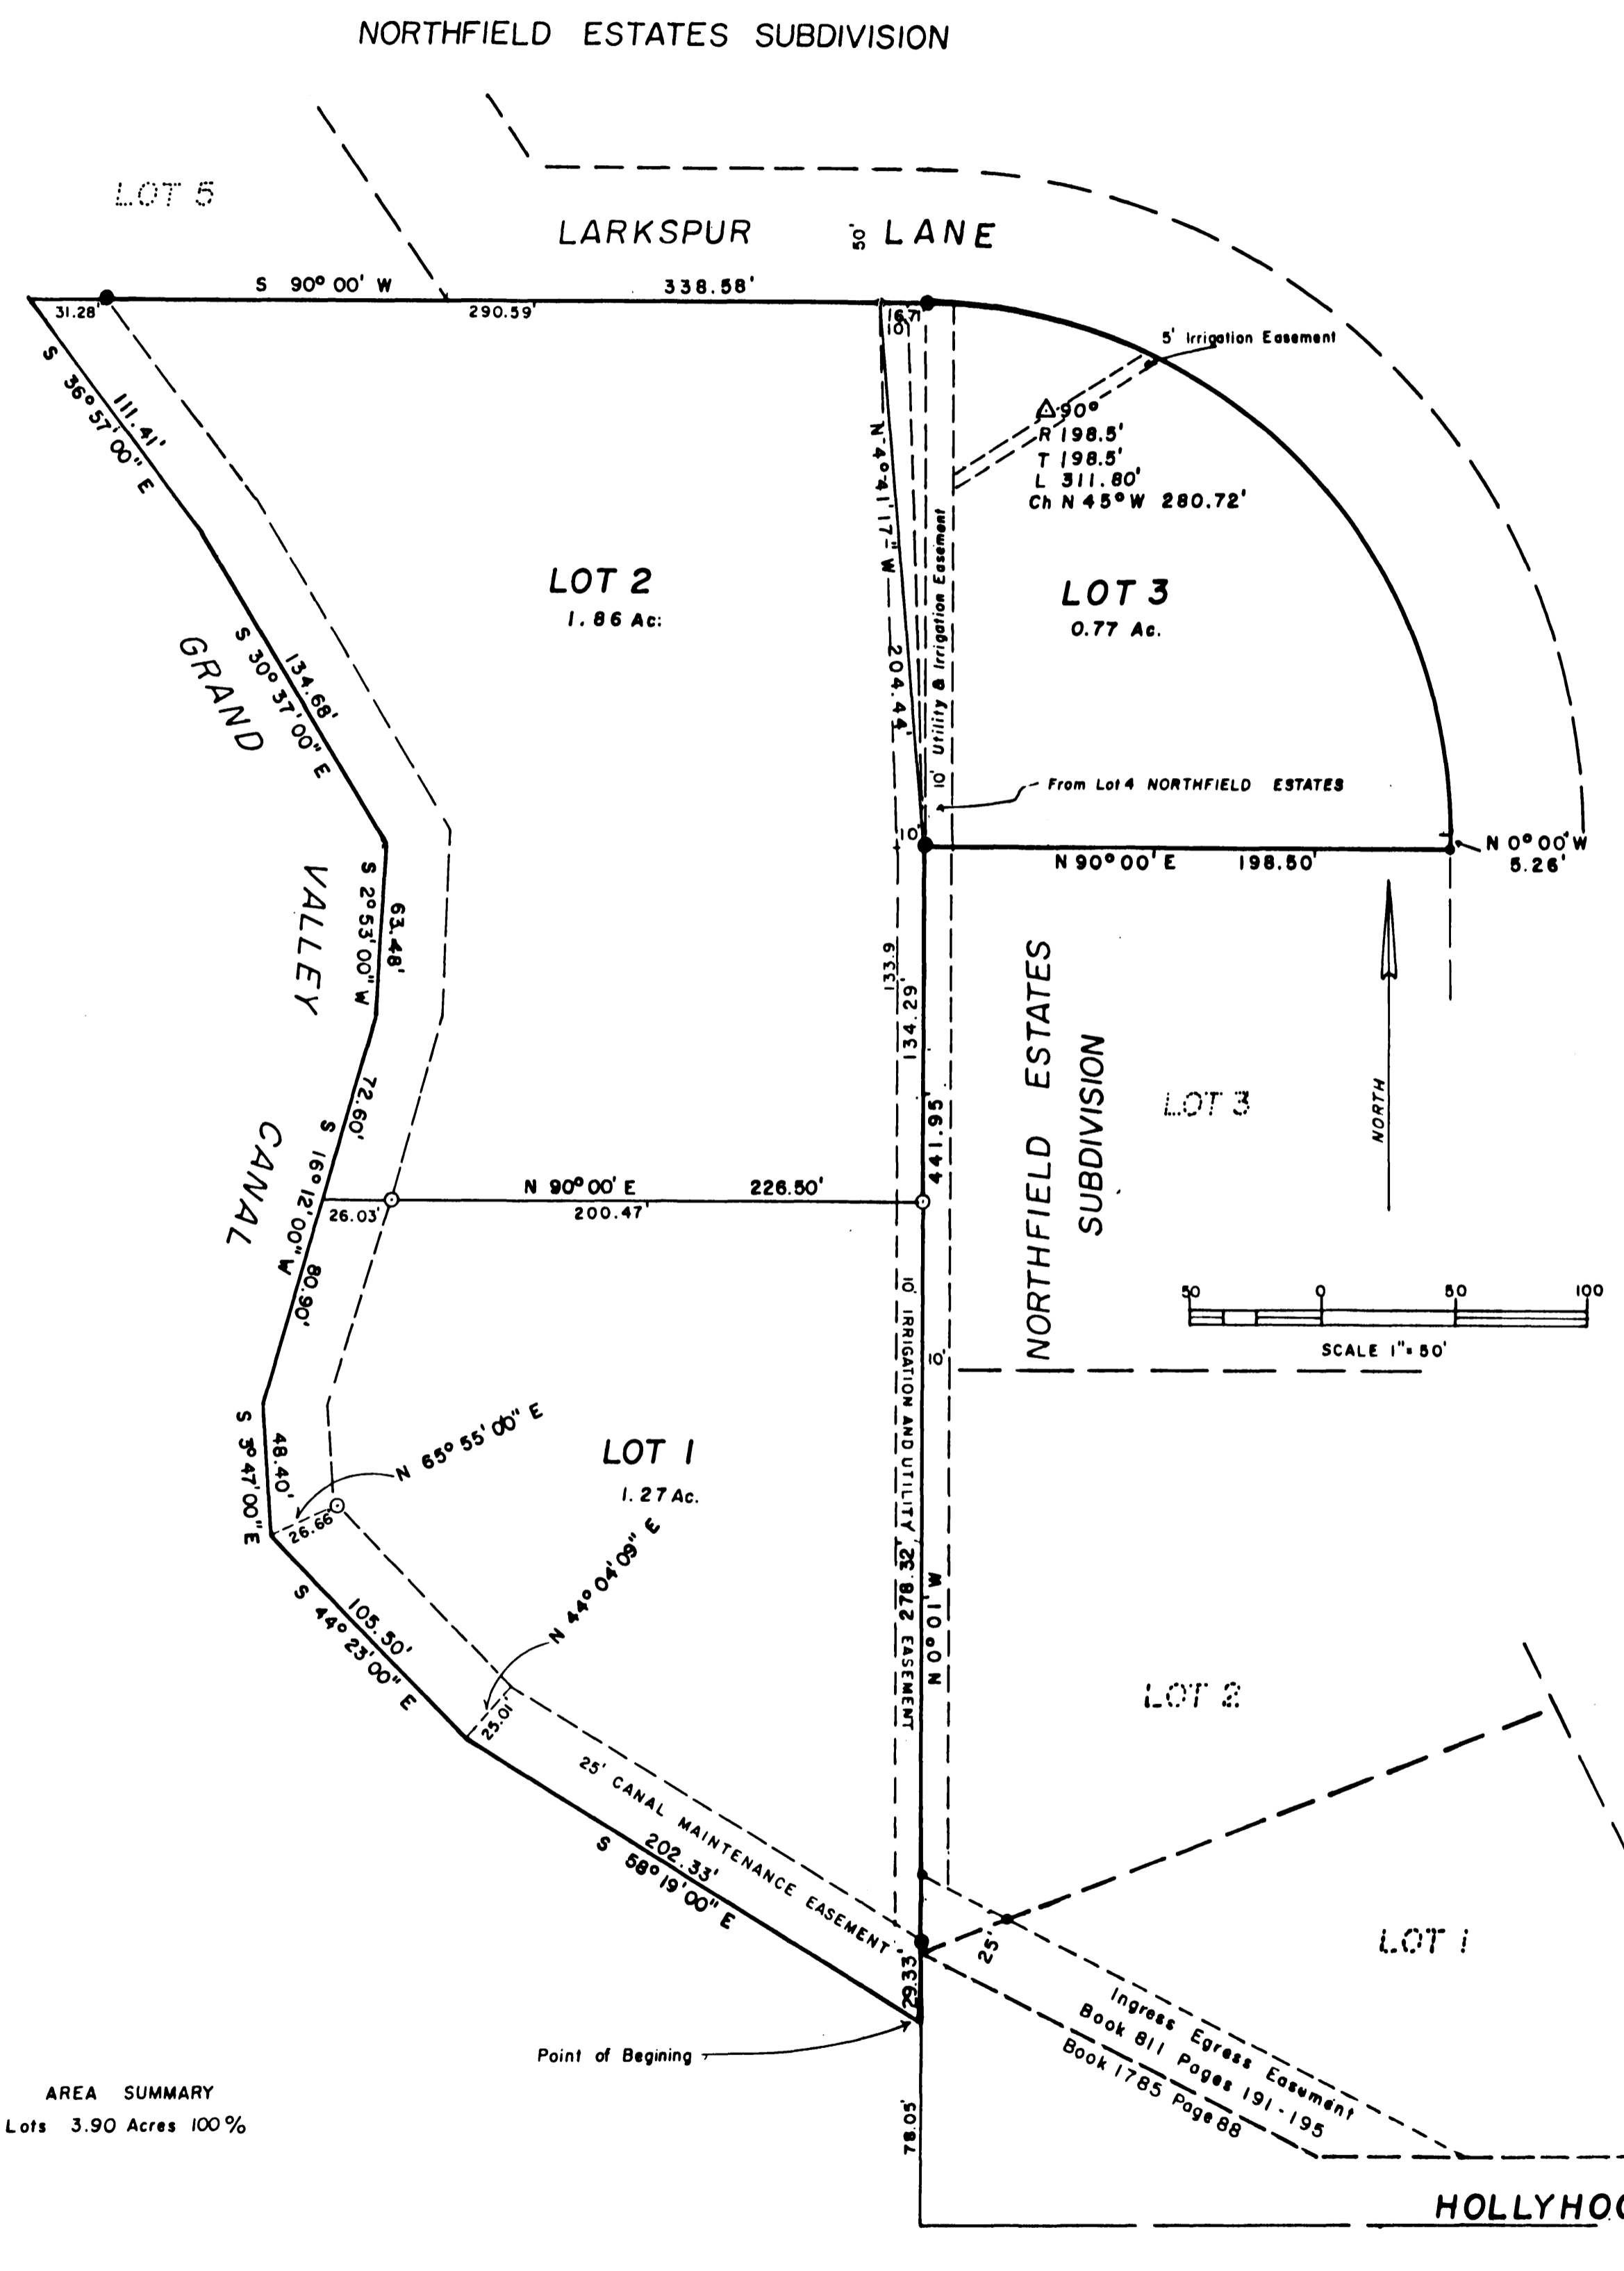 NORTHFIELD ESTATES SUBDIVISION
LOT 5
LARKSPUR 50' LANE
S 90° 00' W 338.58'
31.28' 290.59' 16.71'
10'
5' Irrigation Easement
S 36° 57' 00" E
111.41'
△ 90°
R 198.5'
T 198.5'
L 311.80'
Ch N 45° W 280.72'
N 4° 41' 17" W 204.44'
10' Utility & Irrigation Easement
LOT 2
1.86 Ac.
LOT 3
0.77 Ac.
S 30° 37' 00" E
134.68'
GRAND
VALLEY
CANAL
From Lot 4 NORTHFIELD ESTATES
10'
N 90° 00' E 198.50'
N 0° 00' W
5.26'
S 2° 53' 00" W
63.48'
133.9
134.29'
441.95'
NORTHFIELD ESTATES
SUBDIVISION
LOT 3
NORTH
72.60'
S 16° 12' 00" W
80.90'
N 90° 00' E 226.50'
26.03' 200.47'
50 0 50 100
SCALE 1" = 50'
10' IRRIGATION AND UTILITY EASEMENT
10'
278.32'
N 0° 01' W
S 3° 47' 00" E
48.40'
N 65° 55' 00" E
26.66'
LOT 1
1.27 Ac.
N 44° 04' 09" E
25.01'
105.50'
S 44° 23' 00" E
LOT 2
25' CANAL MAINTENANCE EASEMENT
202.33'
S 58° 19' 00" E
29.33'
25'
LOT 1
Ingress Egress Easument
Book 811 Pages 191-195
Book 1785 Page 88
Point of Begining
78.05'
AREA SUMMARY
Lots 3.90 Acres 100%
HOLLYHOO